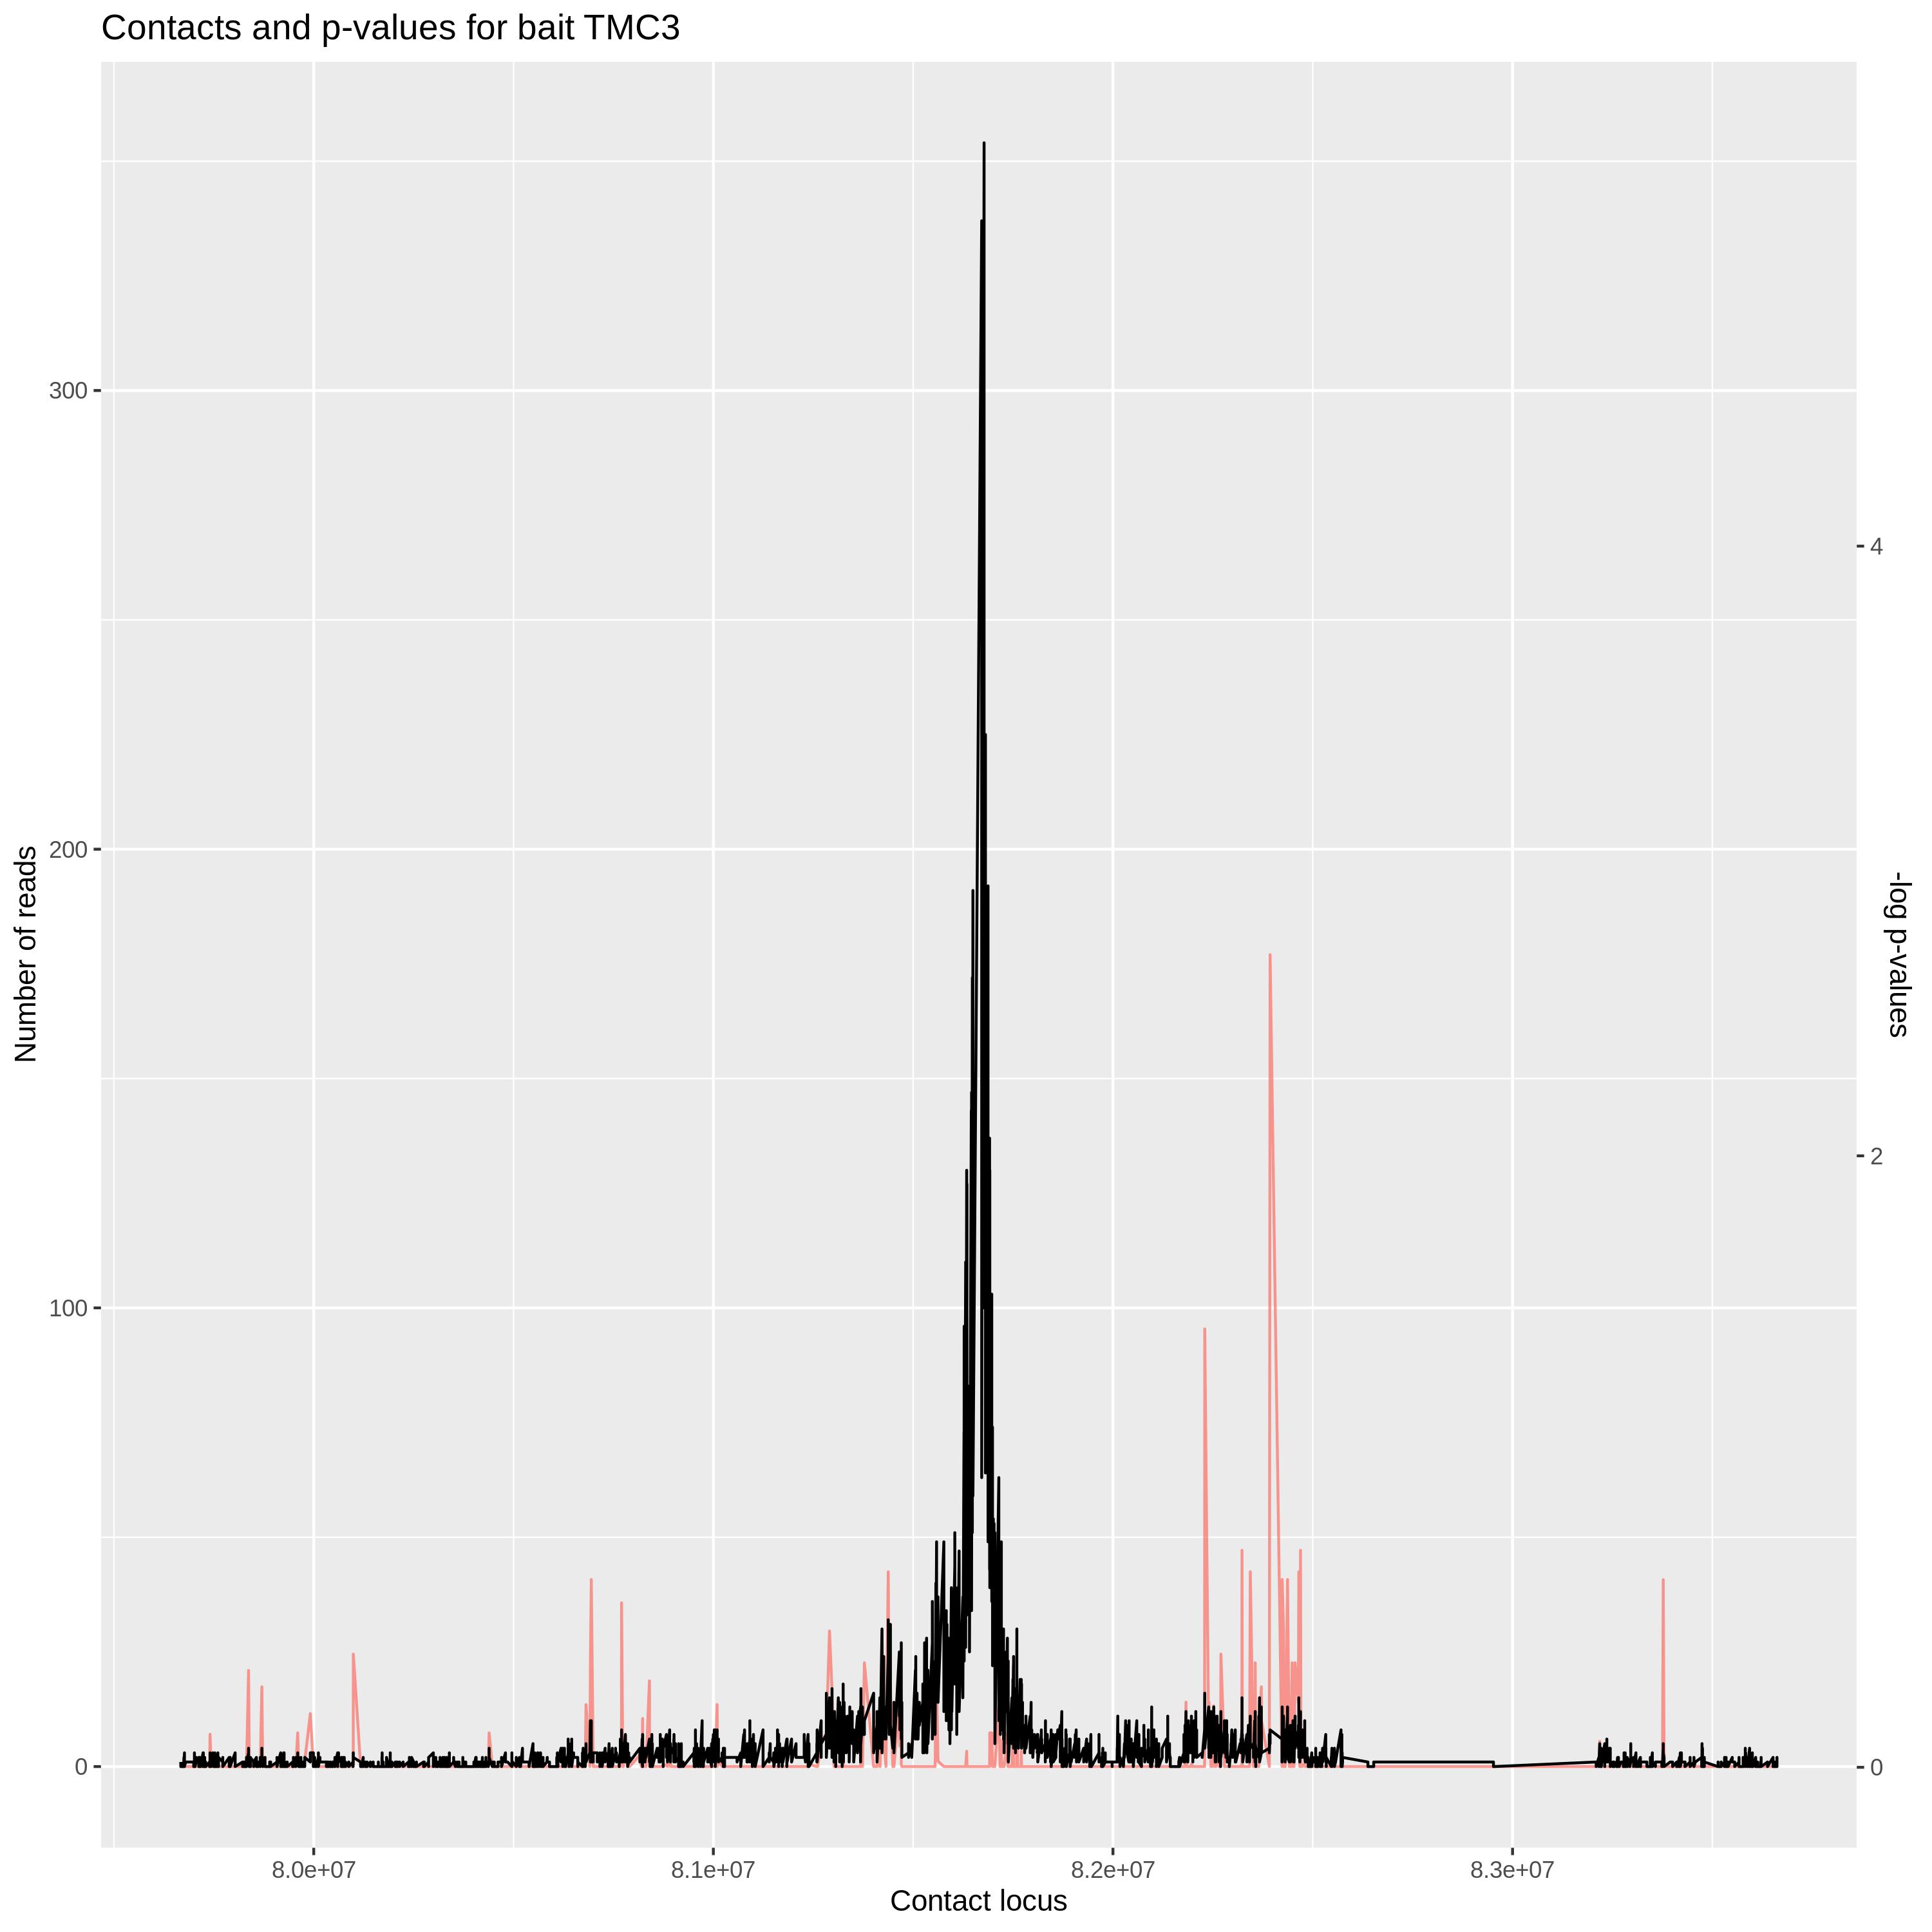 Contacts and p-values for bait TMC3
300
200
100
0
Number of reads
4
2
0
-log p-values
8.0e+07
8.1e+07
8.2e+07
8.3e+07
Contact locus